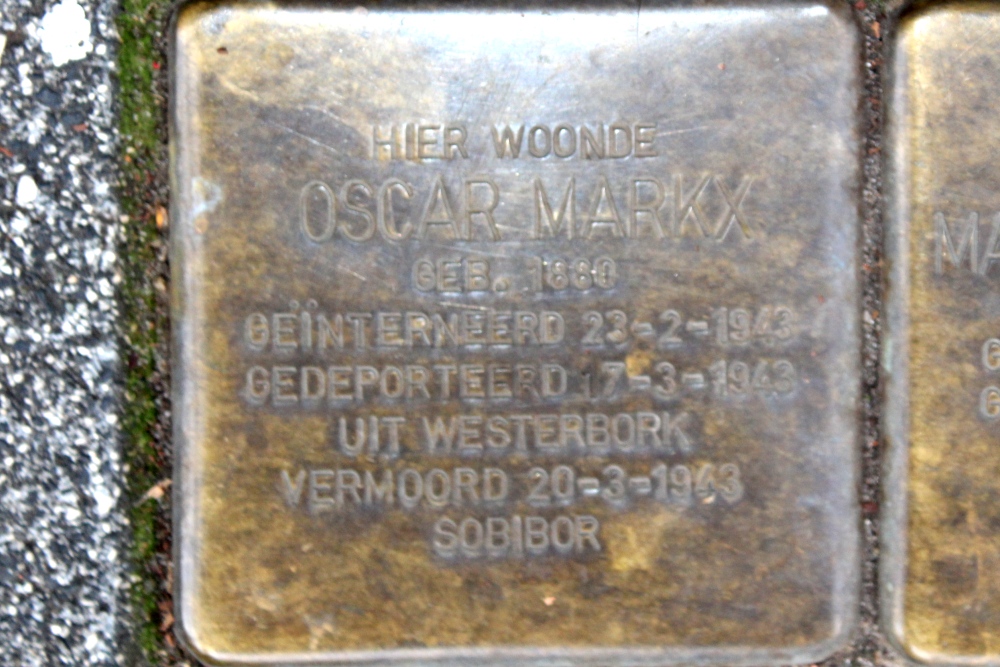 HIER WOONDE
OSCAR MARKX
GEB. 1880
GEÏNTERNEERD 23-2-1943
GEDEPORTEERD 17-3-1943
UIT WESTERBORK
VERMOORD 20-3-1943
SOBIBOR
MA
G
G